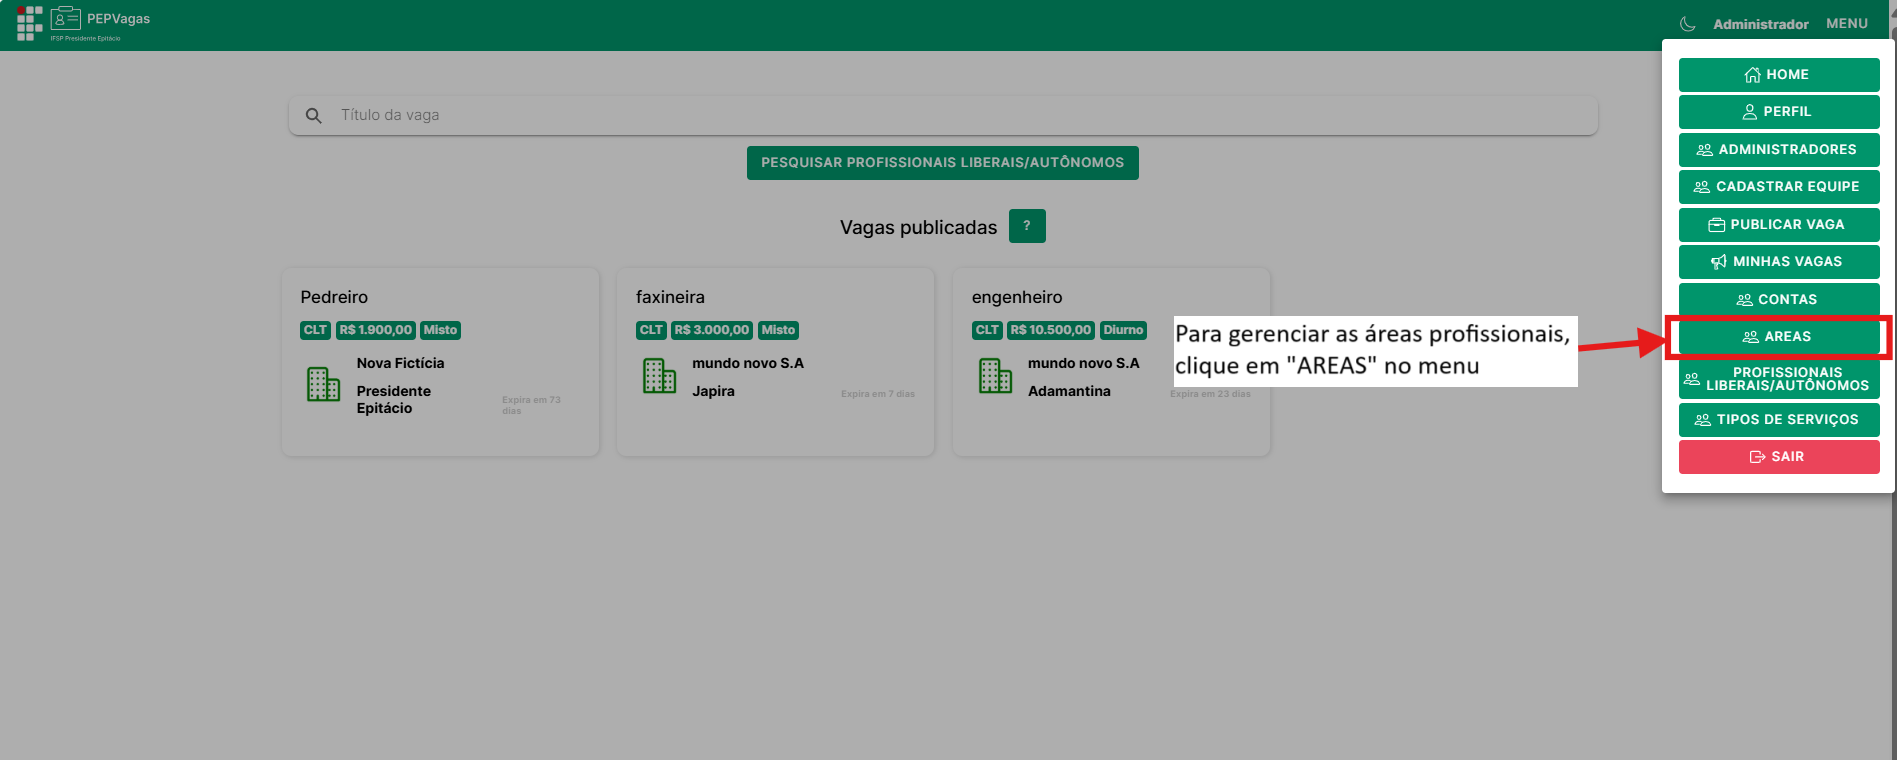 PEPVagas
IFSP Presidente Epitácio
Administrador
MENU
Título da vaga
PESQUISAR PROFISSIONAIS LIBERAIS/AUTÔNOMOS
Vagas publicadas
?
Pedreiro
CLT R$ 1.900,00 Misto
Nova Fictícia
Presidente
Epitácio
Expira em 73
dias
faxineira
CLT R$ 3.000,00 Misto
mundo novo S.A
Japira
Expira em 7 dias
engenheiro
CLT R$ 10.500,00 Diurno
mundo novo S.A
Adamantina
Expira em 23 dias
Para gerenciar as áreas profissionais,
clique em "AREAS" no menu
HOME
PERFIL
ADMINISTRADORES
CADASTRAR EQUIPE
PUBLICAR VAGA
MINHAS VAGAS
CONTAS
AREAS
PROFISSIONAIS
LIBERAIS/AUTÔNOMOS
TIPOS DE SERVIÇOS
SAIR